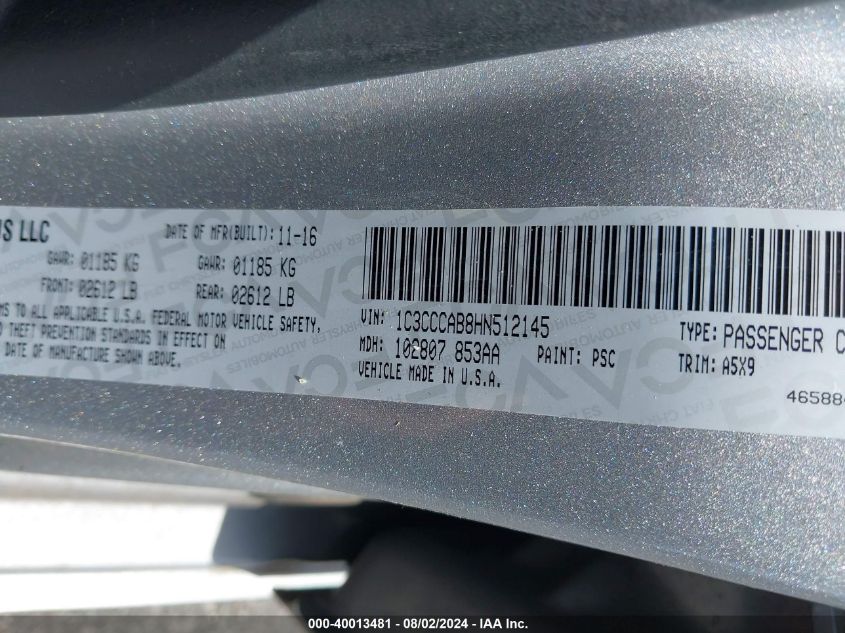 US LLC
DATE OF MFR(BUILT): 11-16
GAWR: 01185 KG GAWR: 01185 KG
FRONT: 02612 LB REAR: 02612 LB
MS TO ALL APPLICABLE U.S.A. FEDERAL MOTOR VEHICLE SAFETY,
D THEFT PREVENTION STANDARDS IN EFFECT ON
DATE OF MANUFACTURE SHOWN ABOVE.
VIN: 1C3CCCAB8HN512145 TYPE: PASSENGER C
MDH: 102807 853AA PAINT: PSC TRIM: A5X9
VEHICLE MADE IN U.S.A.
46588
000-40013481 - 08/02/2024 - IAA Inc.